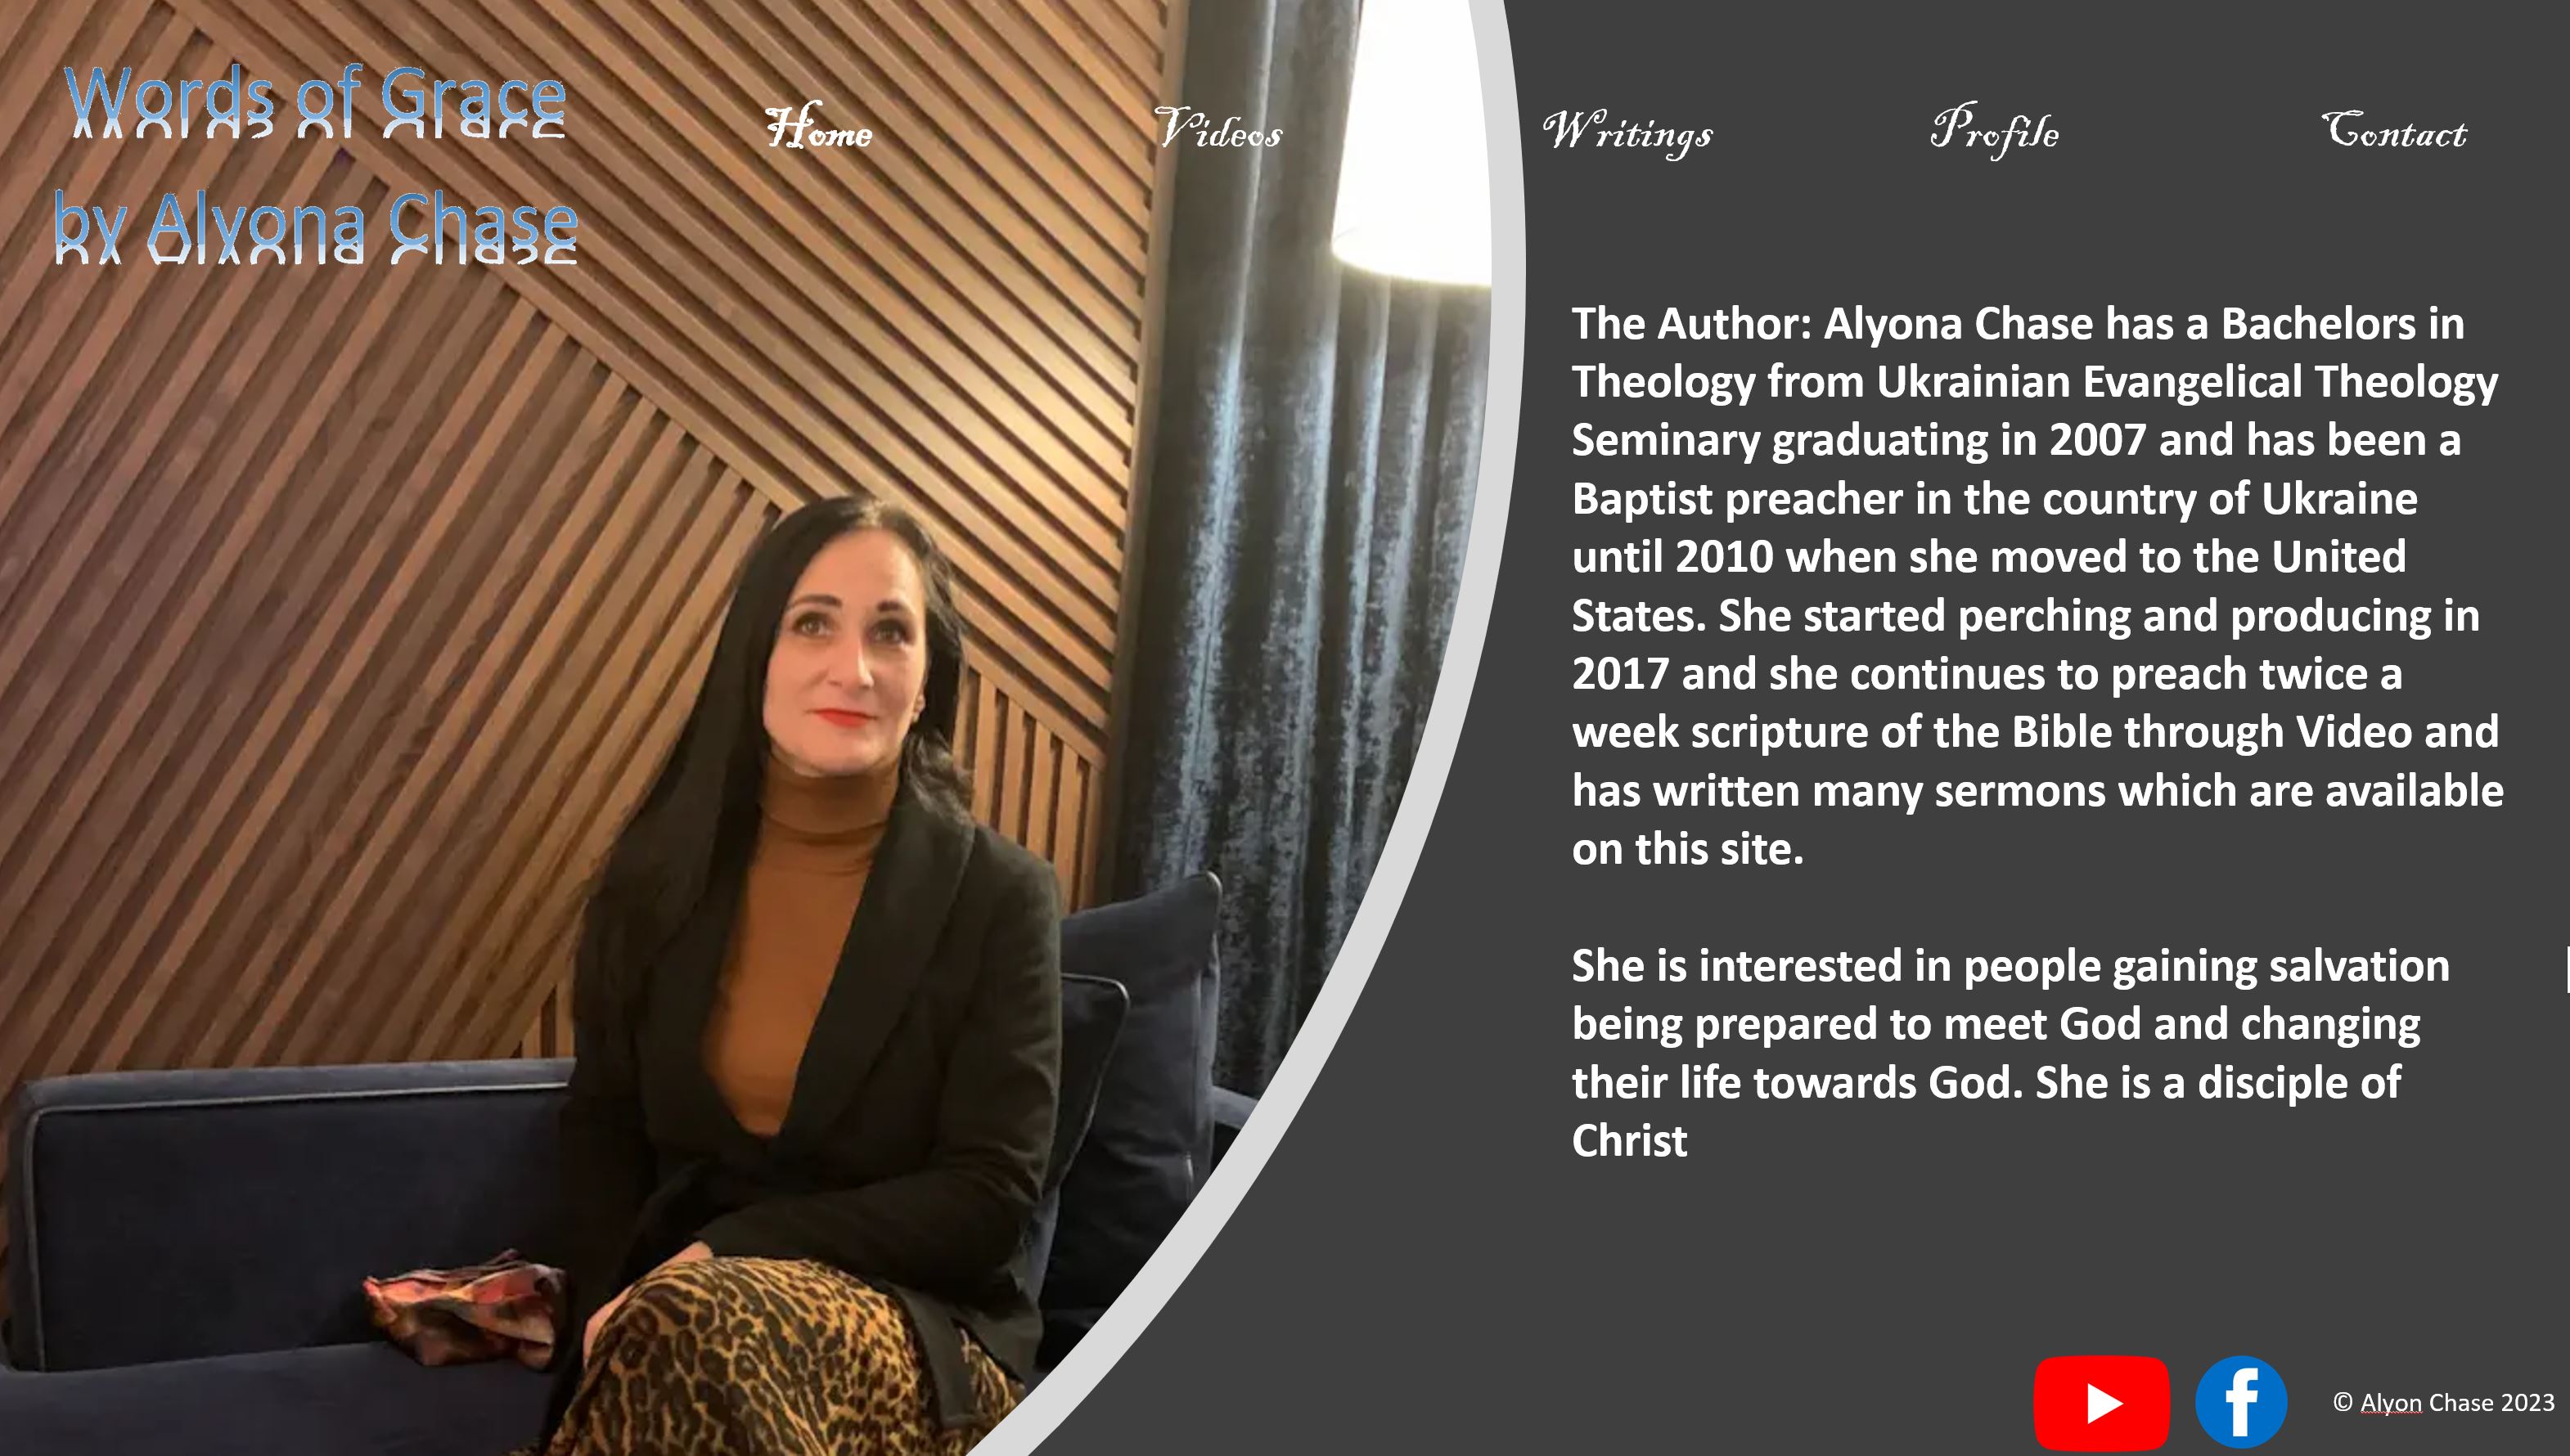 Words of Grace
by Alyona Chase
Home Videos Writings Profile Contact
The Author: Alyona Chase has a Bachelors in
Theology from Ukrainian Evangelical Theology
Seminary graduating in 2007 and has been a
Baptist preacher in the country of Ukraine
until 2010 when she moved to the United
States. She started perching and producing in
2017 and she continues to preach twice a
week scripture of the Bible through Video and
has written many sermons which are available
on this site.
She is interested in people gaining salvation
being prepared to meet God and changing
their life towards God. She is a disciple of
Christ
© Alyon Chase 2023